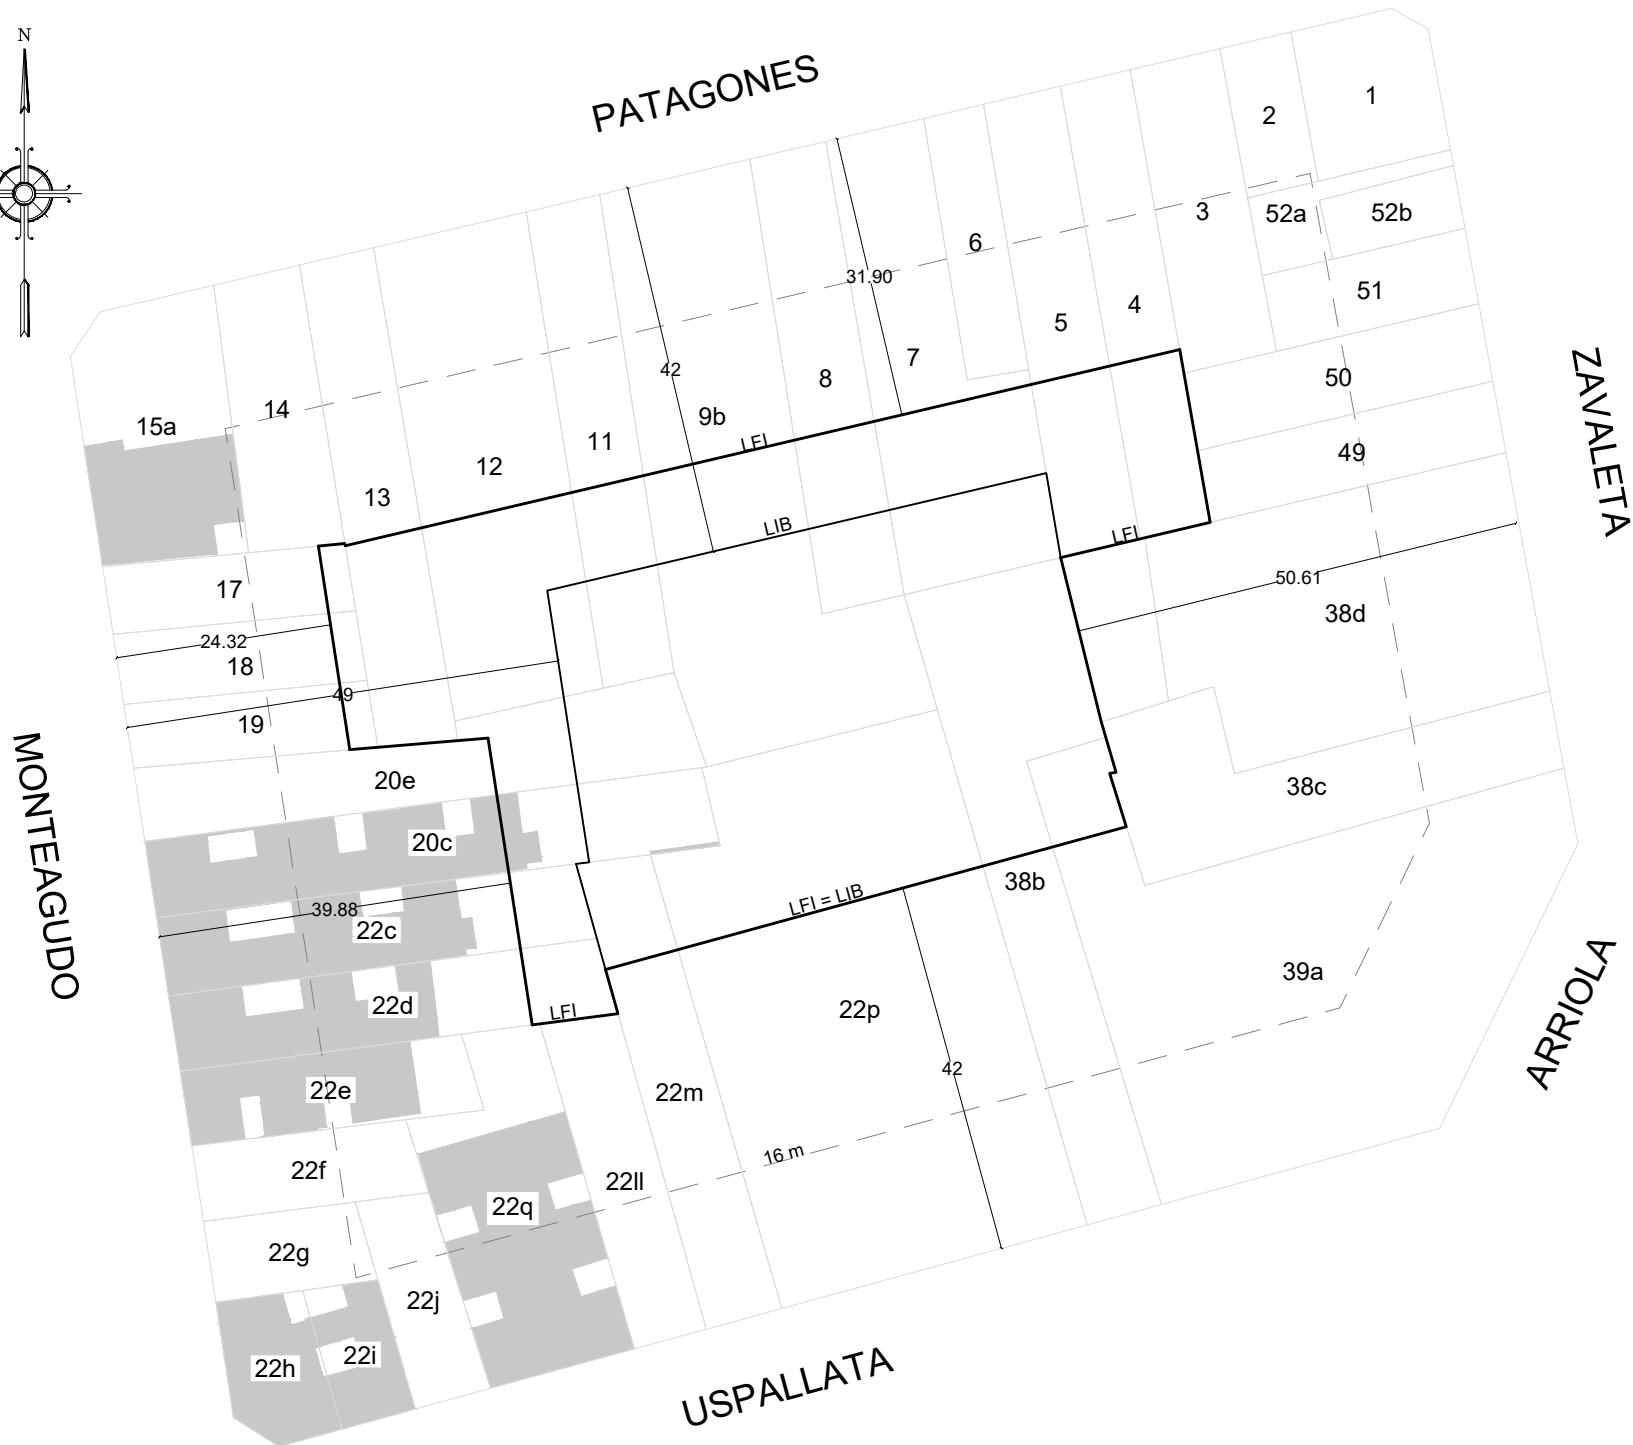 N
PATAGONES
1
2
3
52a
52b
6
51
31.90
4
5
7
50
42
8
9b
14
15a
11
LFI
49
12
13
ZAVALETA
LIB
LFI
50.61
17
38d
24.32
18
49
19
MONTEAGUDO
20e
38c
20c
38b
LFI = LIB
39.88
22c
39a
ARRIOLA
22d
LFI
22p
42
22e
22m
16 m
22f
22ll
22q
22g
22j
22h
22i
USPALLATA